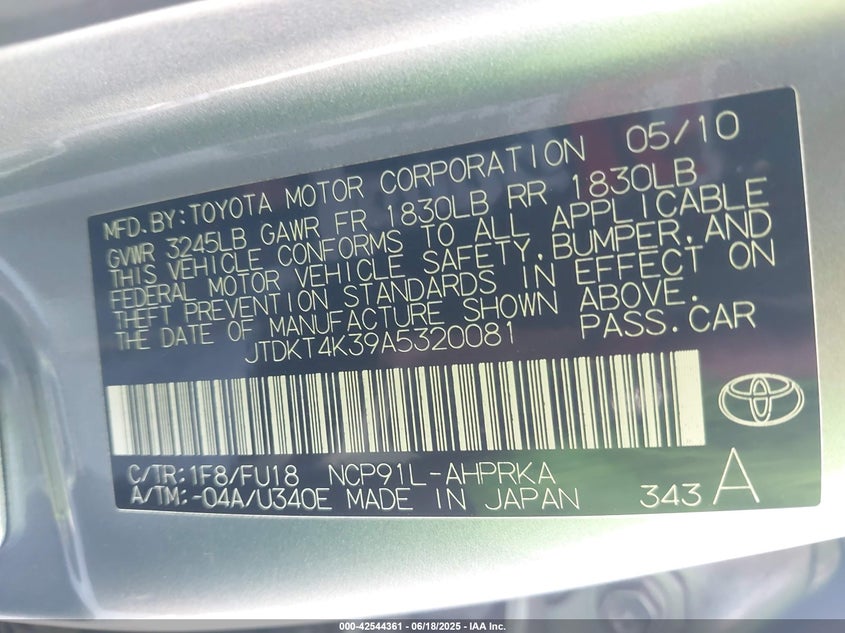 MFD.BY:TOYOTA MOTOR CORPORATION 05/10
GVWR 3245LB GAWR FR 1830LB RR 1830LB
THIS VEHICLE CONFORMS TO ALL APPLICABLE
FEDERAL MOTOR VEHICLE SAFETY,BUMPER,AND
THEFT PREVENTION STANDARDS IN EFFECT ON
THE DATE OF MANUFACTURE SHOWN ABOVE.
JTDKT4K39A5320081 PASS.CAR
C/TR:1F8/FU18 NCP91L-AHPRKA
A/TM:-04A/U340E MADE IN JAPAN 343 A
000-42544361 - 06/18/2025 - IAA Inc.